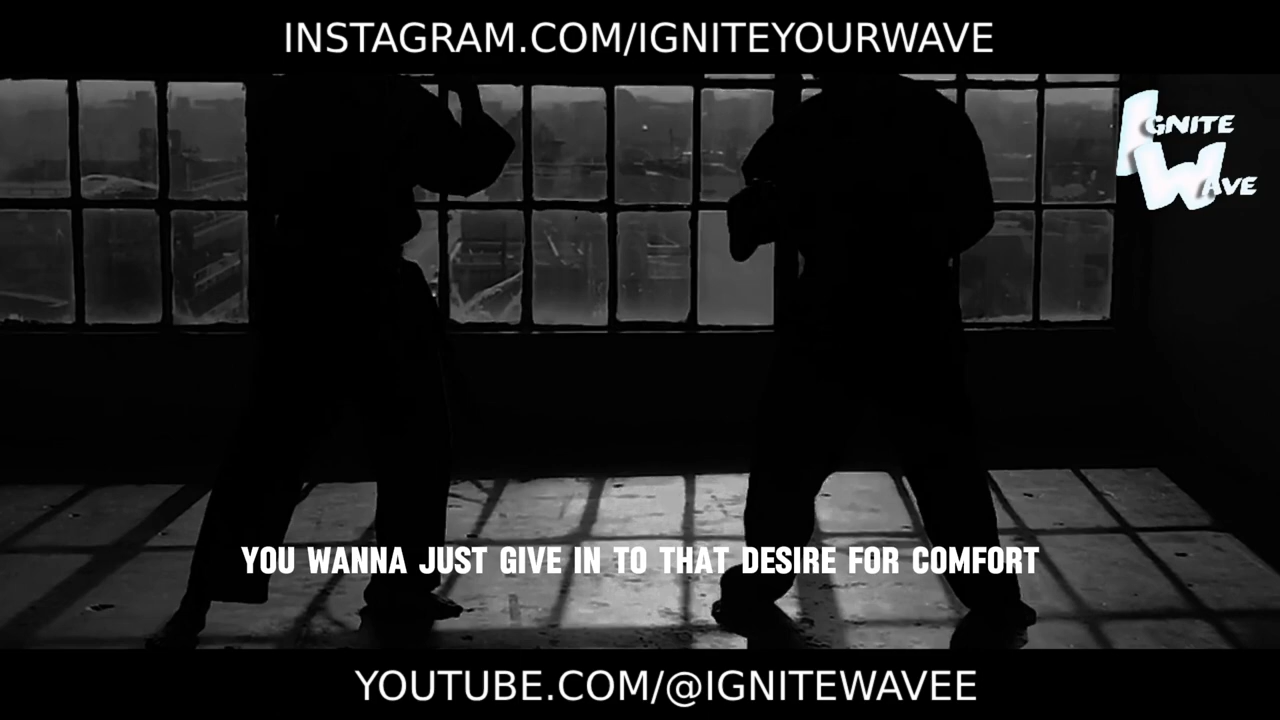 INSTAGRAM.COM/IGNITEYOURWAVE
IGNITE
WAVE
YOU WANNA JUST GIVE IN TO THAT DESIRE FOR COMFORT
YOUTUBE.COM/@IGNITEWAVEE